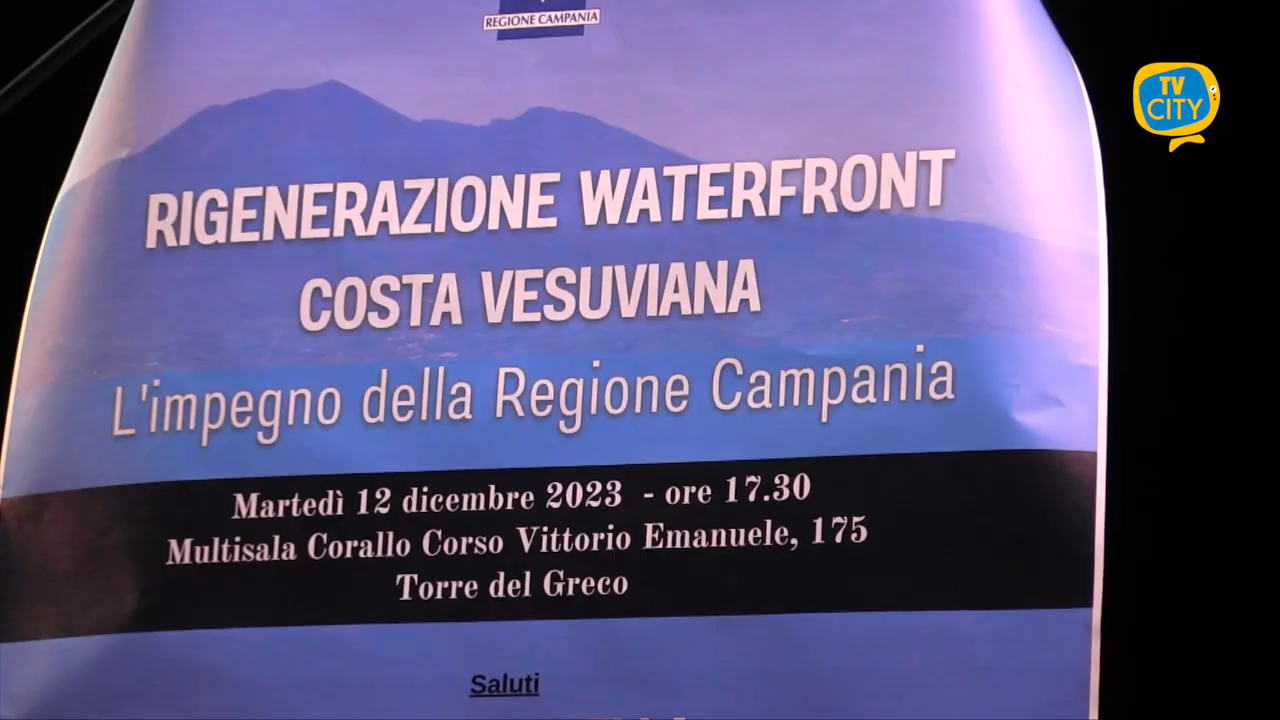 REGIONE CAMPANIA
TV
CITY
RIGENERAZIONE WATERFRONT
COSTA VESUVIANA
L'impegno della Regione Campania
Martedì 12 dicembre 2023 - ore 17.30
Multisala Corallo Corso Vittorio Emanuele, 175
Torre del Greco
Saluti